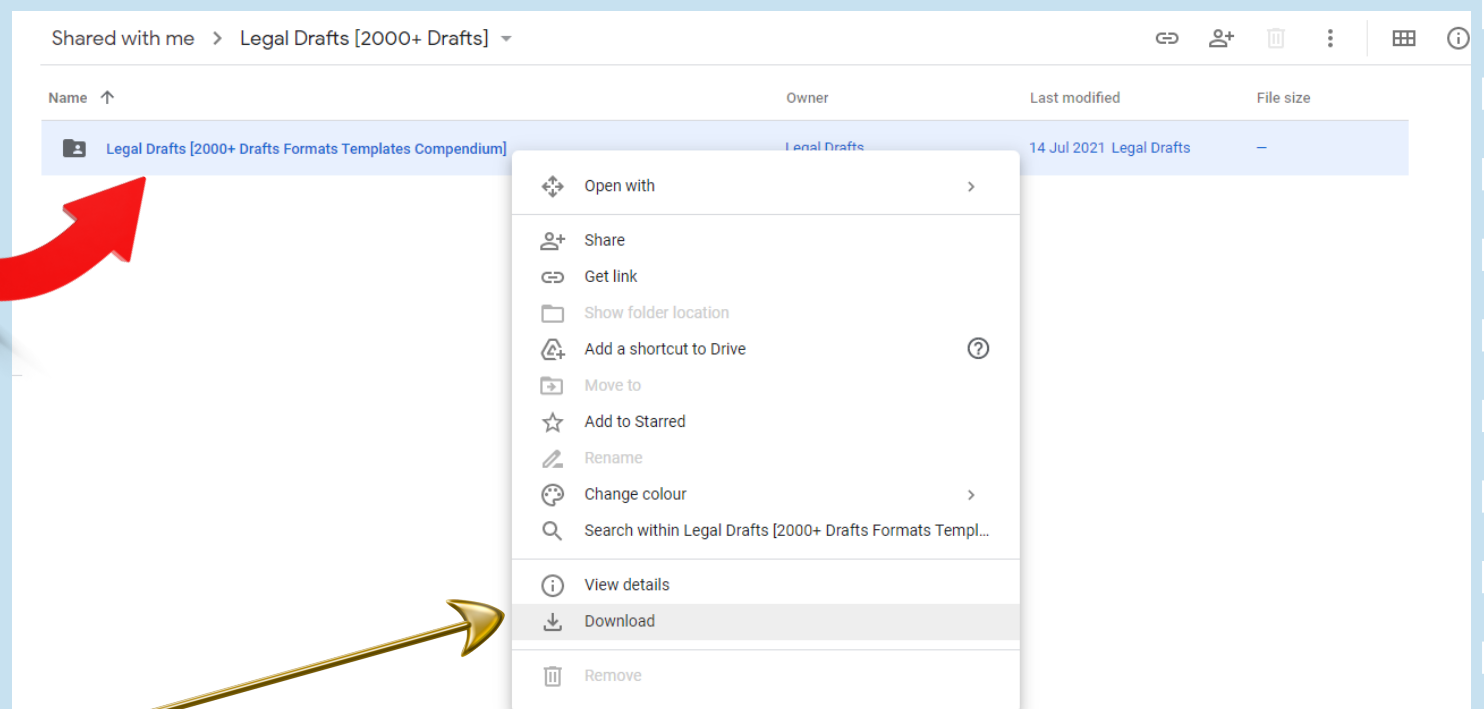 Shared with me > Legal Drafts [2000+ Drafts]
Name Owner Last modified File size
Legal Drafts [2000+ Drafts Formats Templates Compendium] Legal Drafts 14 Jul 2021 Legal Drafts –
Open with
Share
Get link
Show folder location
Add a shortcut to Drive
Move to
Add to Starred
Rename
Change colour
Search within Legal Drafts [2000+ Drafts Formats Templ...
View details
Download
Remove